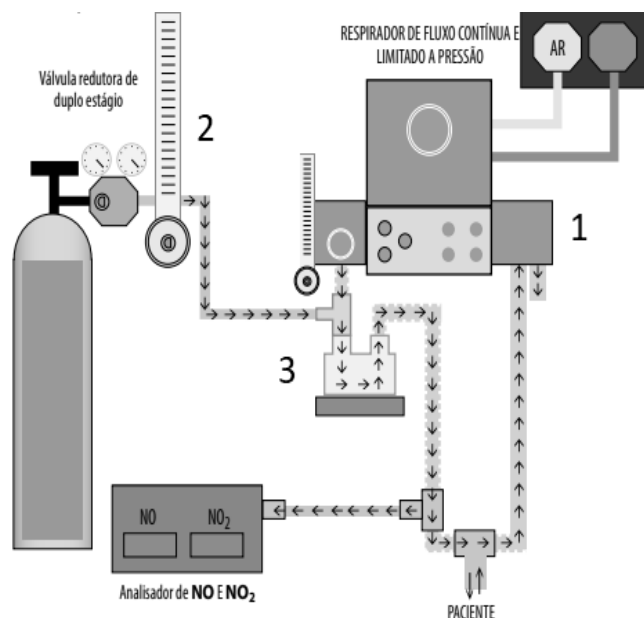 RESPIRADOR DE FLUXO CONTÍNUA E
LIMITADO A PRESSÃO
AR
Válvula redutora de
duplo estágio
2
1
3
NO
NO₂
Analisador de NO E NO₂
PACIENTE